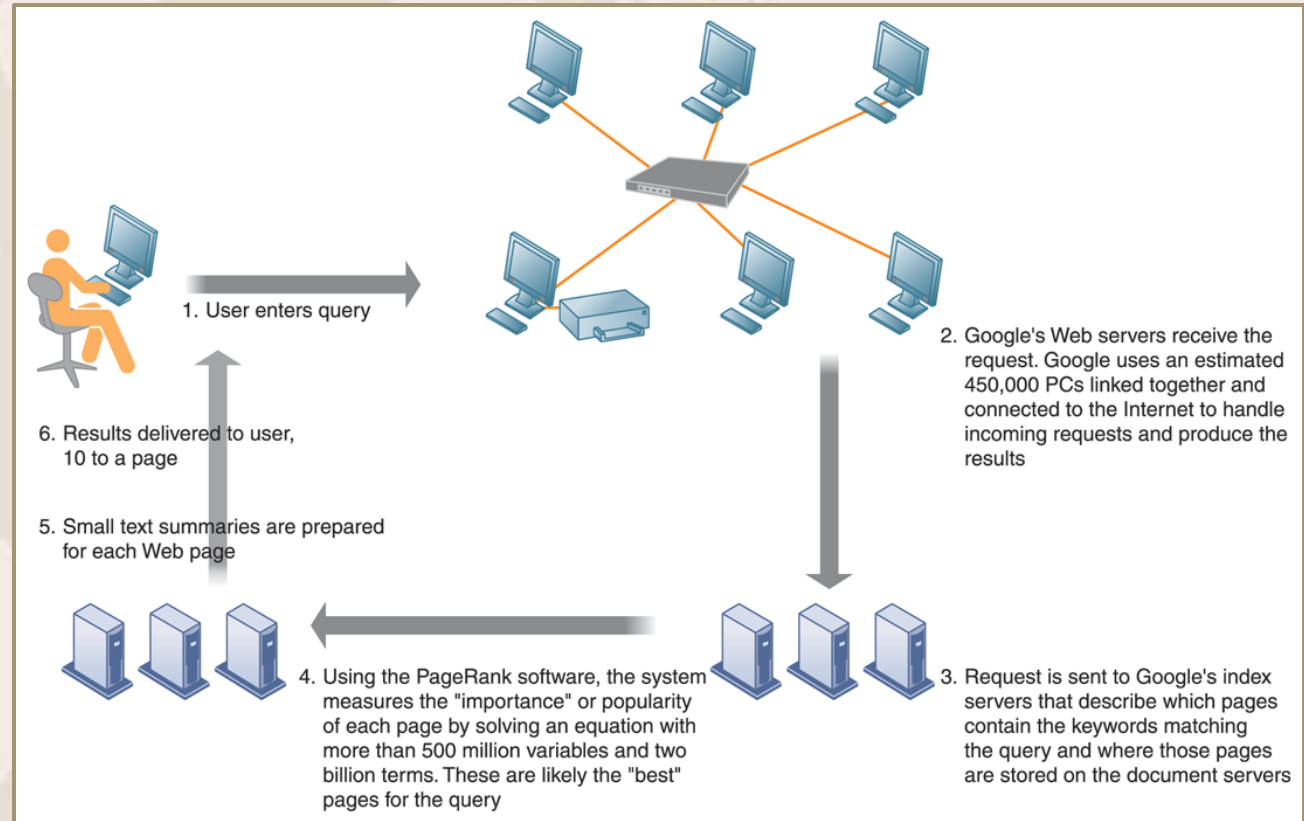 1. User enters query
2. Google's Web servers receive the
request. Google uses an estimated
450,000 PCs linked together and
connected to the Internet to handle
incoming requests and produce the
results
3. Request is sent to Google's index
servers that describe which pages
contain the keywords matching
the query and where those pages
are stored on the document servers
4. Using the PageRank software, the system
measures the "importance" or popularity
of each page by solving an equation with
more than 500 million variables and two
billion terms. These are likely the "best"
pages for the query
5. Small text summaries are prepared
for each Web page
6. Results delivered to user,
10 to a page